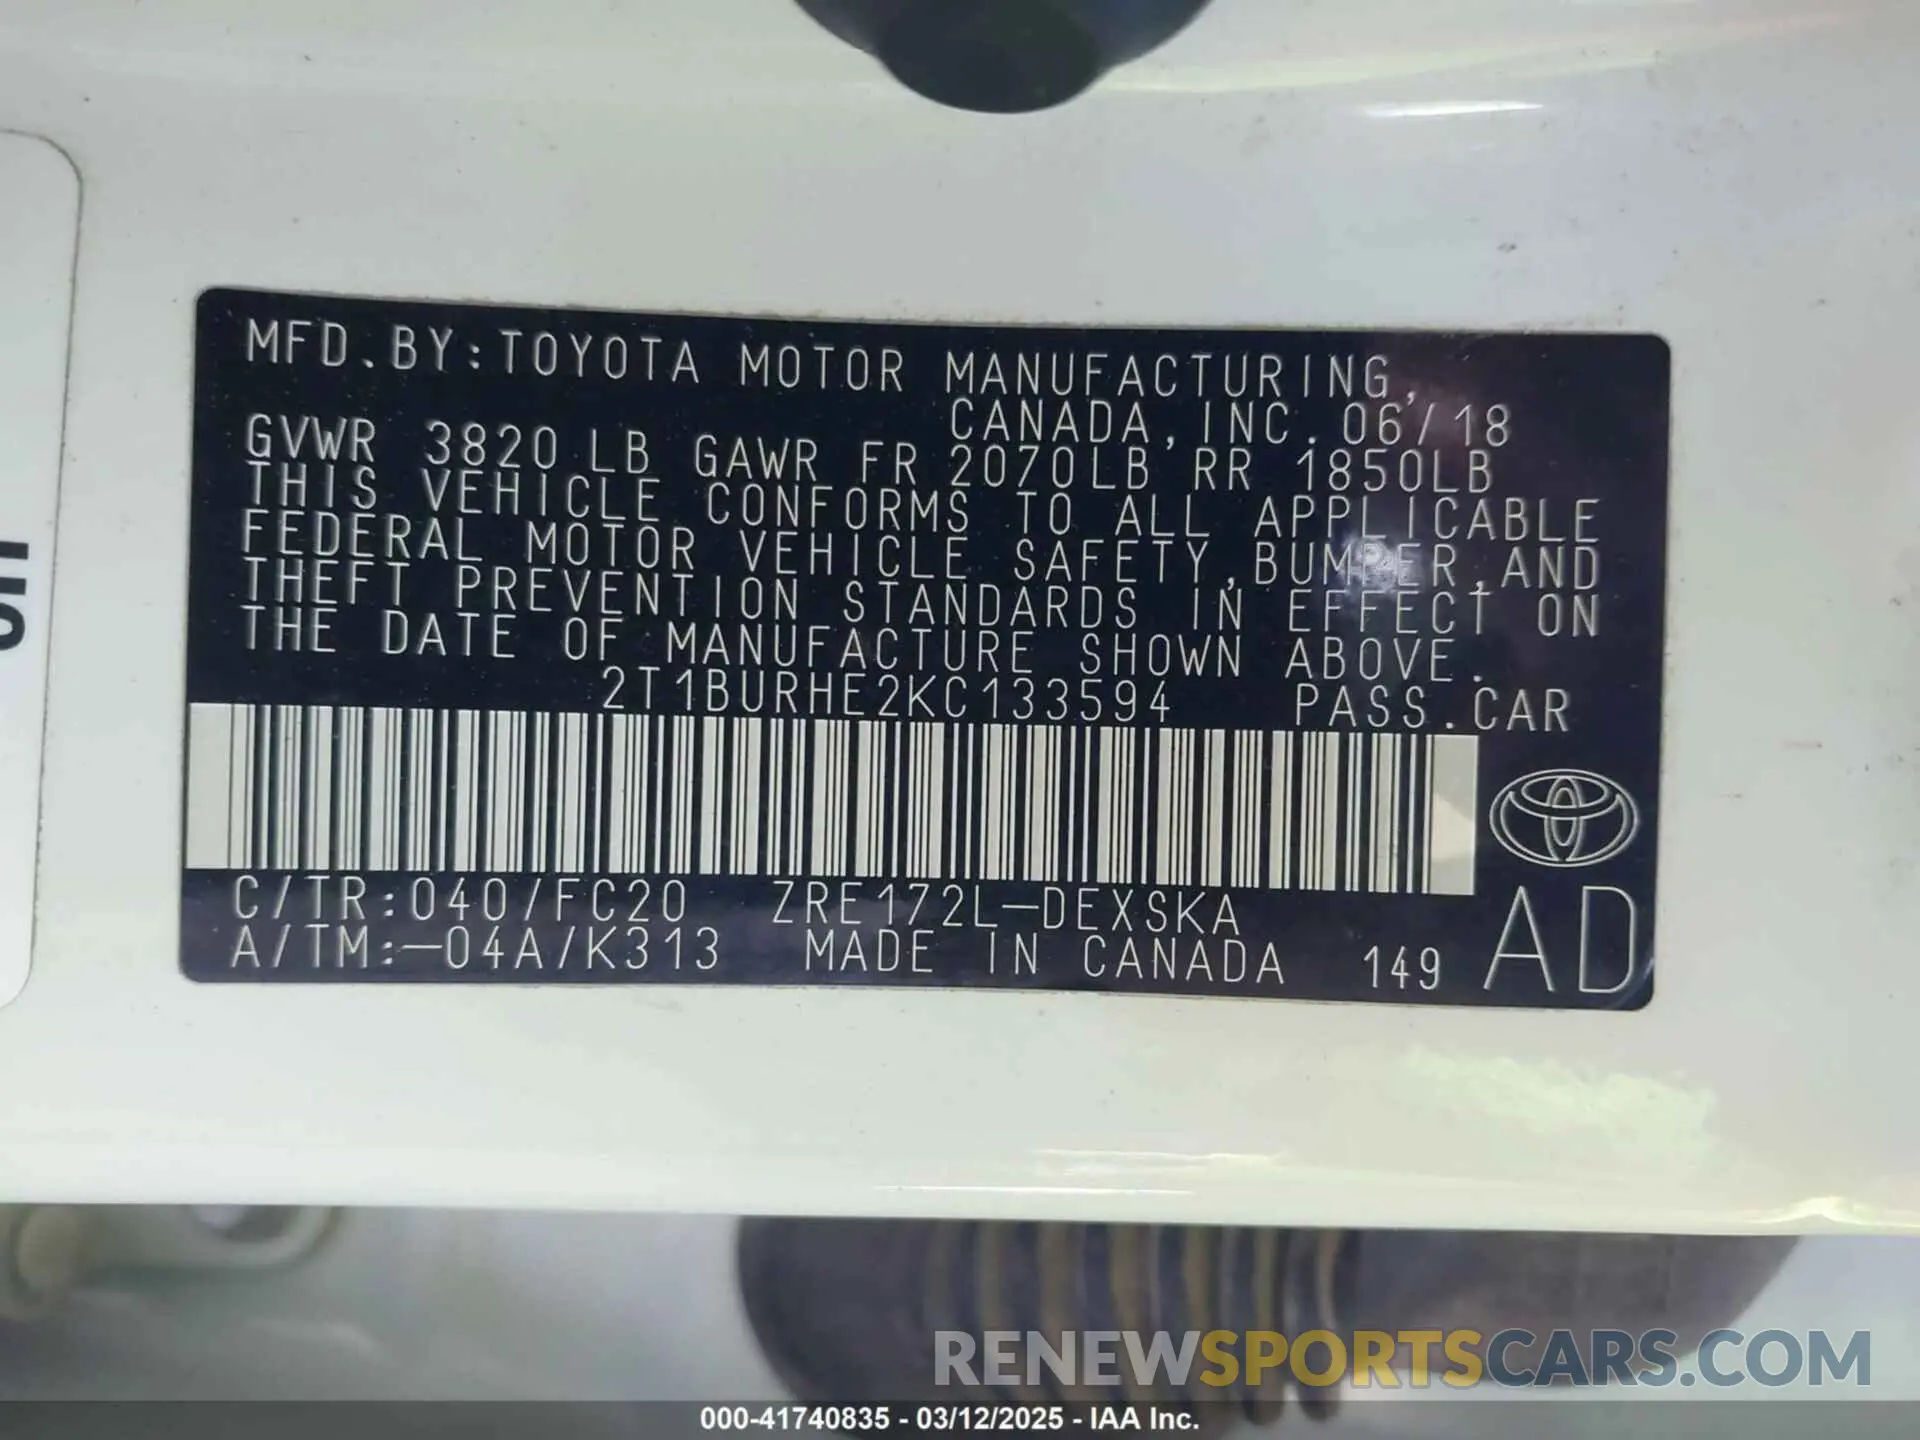 MFD.BY:TOYOTA MOTOR MANUFACTURING,
CANADA,INC. 06/18
GVWR 3820 LB GAWR FR 2070LB RR 1850LB
THIS VEHICLE CONFORMS TO ALL APPLICABLE
FEDERAL MOTOR VEHICLE SAFETY,BUMPER,AND
THEFT PREVENTION STANDARDS IN EFFECT ON
THE DATE OF MANUFACTURE SHOWN ABOVE.
2T1BURHE2KC133594 PASS.CAR
C/TR:040/FC20 ZRE172L-DEXSKA
A/TM:-04A/K313 MADE IN CANADA 149 AD
RENEWSPORTSCARS.COM
000-41740835 - 03/12/2025 - IAA Inc.